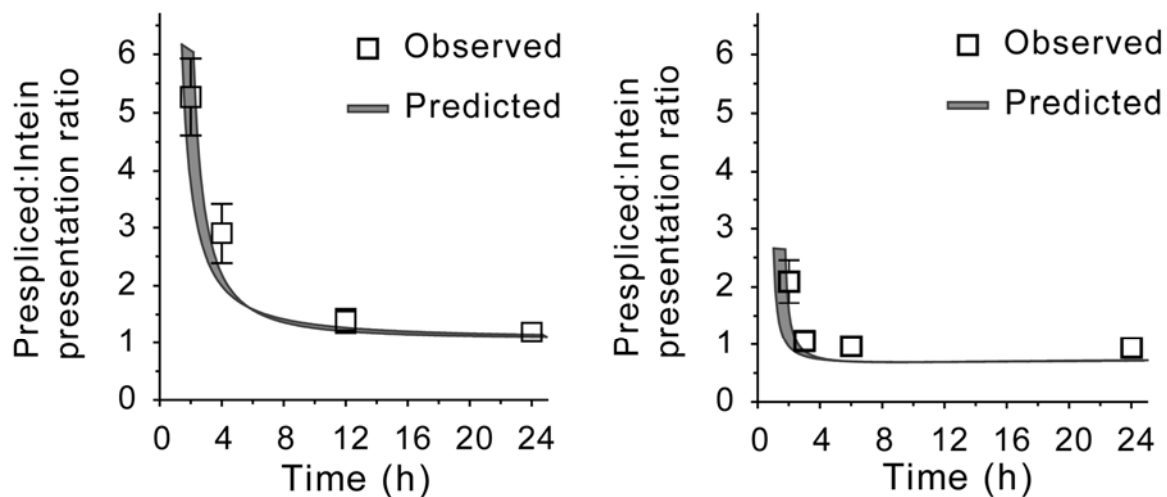 Prespliced:Intein
presentation ratio
6
5
4
3
2
1
0
Observed
Predicted
0 4 8 12 16 20 24
Time (h)
Prespliced:Intein
presentation ratio
6
5
4
3
2
1
0
Observed
Predicted
0 4 8 12 16 20 24
Time (h)